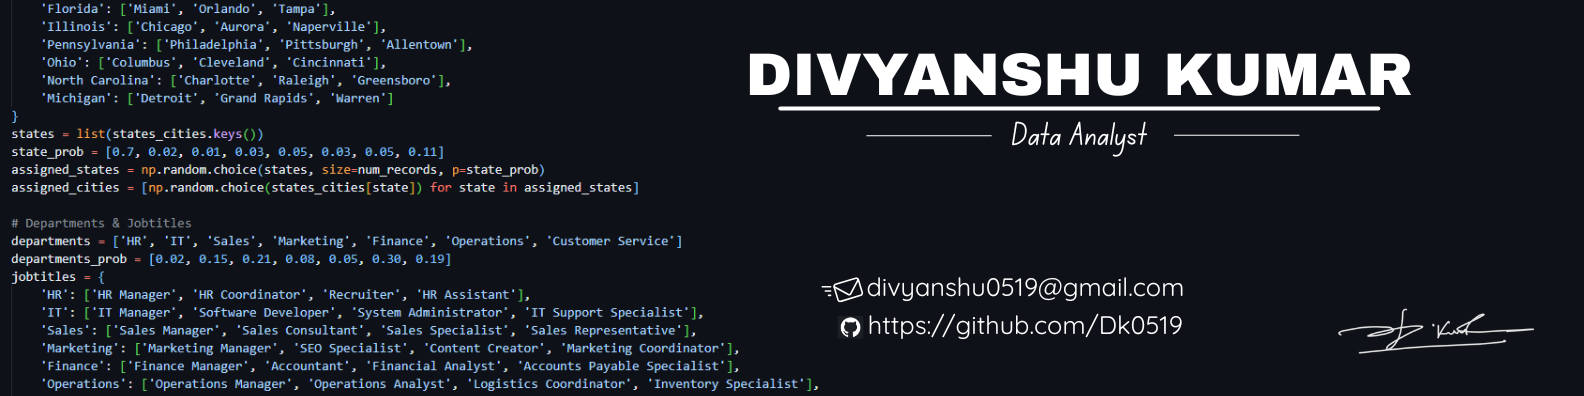 'Florida': ['Miami', 'Orlando', 'Tampa'],
'Illinois': ['Chicago', 'Aurora', 'Naperville'],
'Pennsylvania': ['Philadelphia', 'Pittsburgh', 'Allentown'],
'Ohio': ['Columbus', 'Cleveland', 'Cincinnati'],
'North Carolina': ['Charlotte', 'Raleigh', 'Greensboro'],
'Michigan': ['Detroit', 'Grand Rapids', 'Warren']
}
states = list(states_cities.keys())
state_prob = [0.7, 0.02, 0.01, 0.03, 0.05, 0.03, 0.05, 0.11]
assigned_states = np.random.choice(states, size=num_records, p=state_prob)
assigned_cities = [np.random.choice(states_cities[state]) for state in assigned_states]
# Departments & Jobtitles
departments = ['HR', 'IT', 'Sales', 'Marketing', 'Finance', 'Operations', 'Customer Service']
departments_prob = [0.02, 0.15, 0.21, 0.08, 0.05, 0.30, 0.19]
jobtitles = {
'HR': ['HR Manager', 'HR Coordinator', 'Recruiter', 'HR Assistant'],
'IT': ['IT Manager', 'Software Developer', 'System Administrator', 'IT Support Specialist'],
'Sales': ['Sales Manager', 'Sales Consultant', 'Sales Specialist', 'Sales Representative'],
'Marketing': ['Marketing Manager', 'SEO Specialist', 'Content Creator', 'Marketing Coordinator'],
'Finance': ['Finance Manager', 'Accountant', 'Financial Analyst', 'Accounts Payable Specialist'],
'Operations': ['Operations Manager', 'Operations Analyst', 'Logistics Coordinator', 'Inventory Specialist'],
DIVYANSHU KUMAR
Data Analyst
divyanshu0519@gmail.com
https://github.com/Dk0519